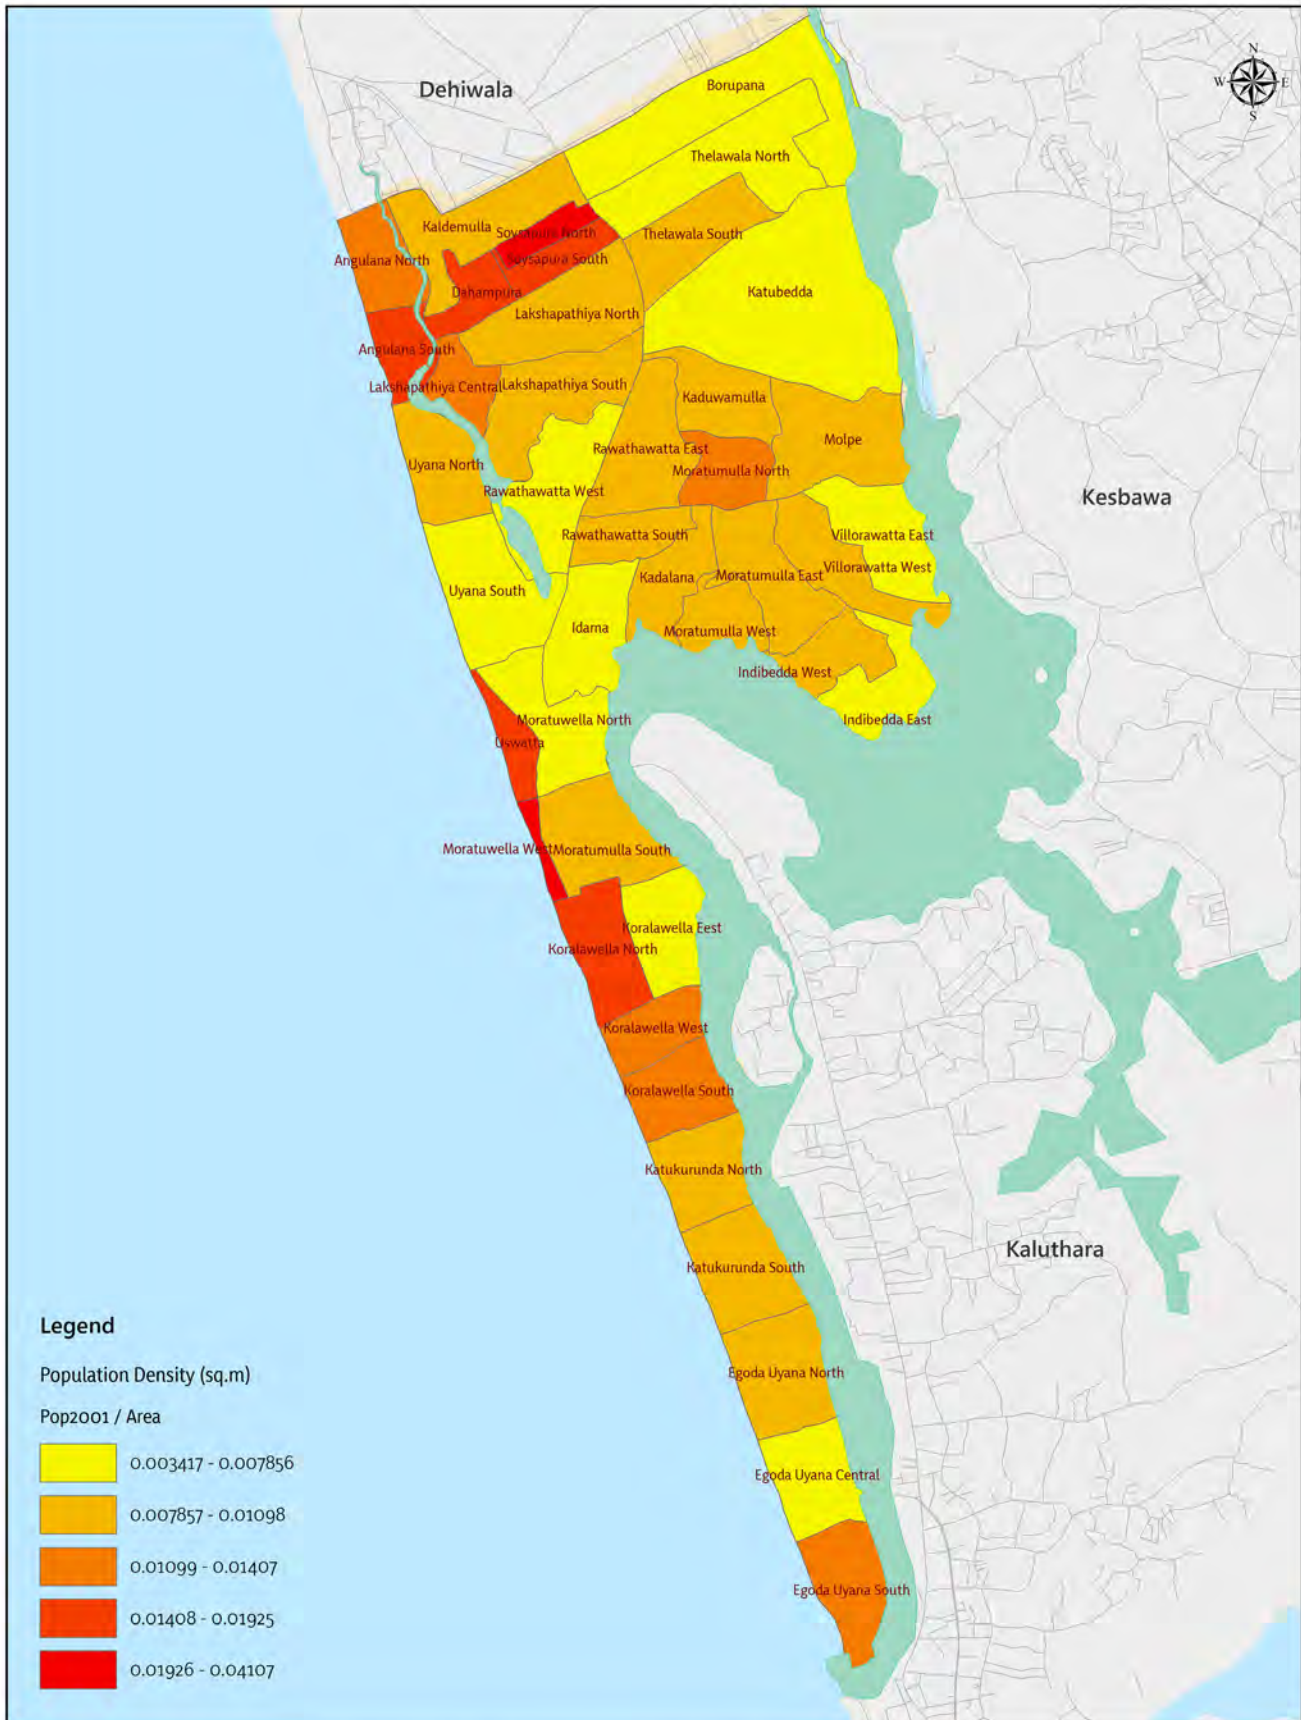 N
W E
S
Dehiwala
Borupana
Thelawala North
Kaldemulla
Soysapura North
Thelawala South
Angulana North
Soysapura South
Dahampura
Katubedda
Lakshapathiya North
Angulana South
Lakshapathiya Central
Lakshapathiya South
Kaduwamulla
Rawathawatta East
Molpe
Uyana North
Moratumulla North
Rawathawatta West
Kesbawa
Rawathawatta South
Villorawatta East
Villorawatta West
Kadalana
Moratumulla East
Uyana South
Idama
Moratumulla West
Indibedda West
Moratuwella North
Indibedda East
Uswatta
Moratuwella West
Moratumulla South
Koralawella Eest
Koralawella North
Koralawella West
Koralawella South
Katukurunda North
Kaluthara
Katukurunda South
Egoda Uyana North
Egoda Uyana Central
Egoda Uyana South
Legend
Population Density (sq.m)
Pop2001 / Area
0.003417 - 0.007856
0.007857 - 0.01098
0.01099 - 0.01407
0.01408 - 0.01925
0.01926 - 0.04107